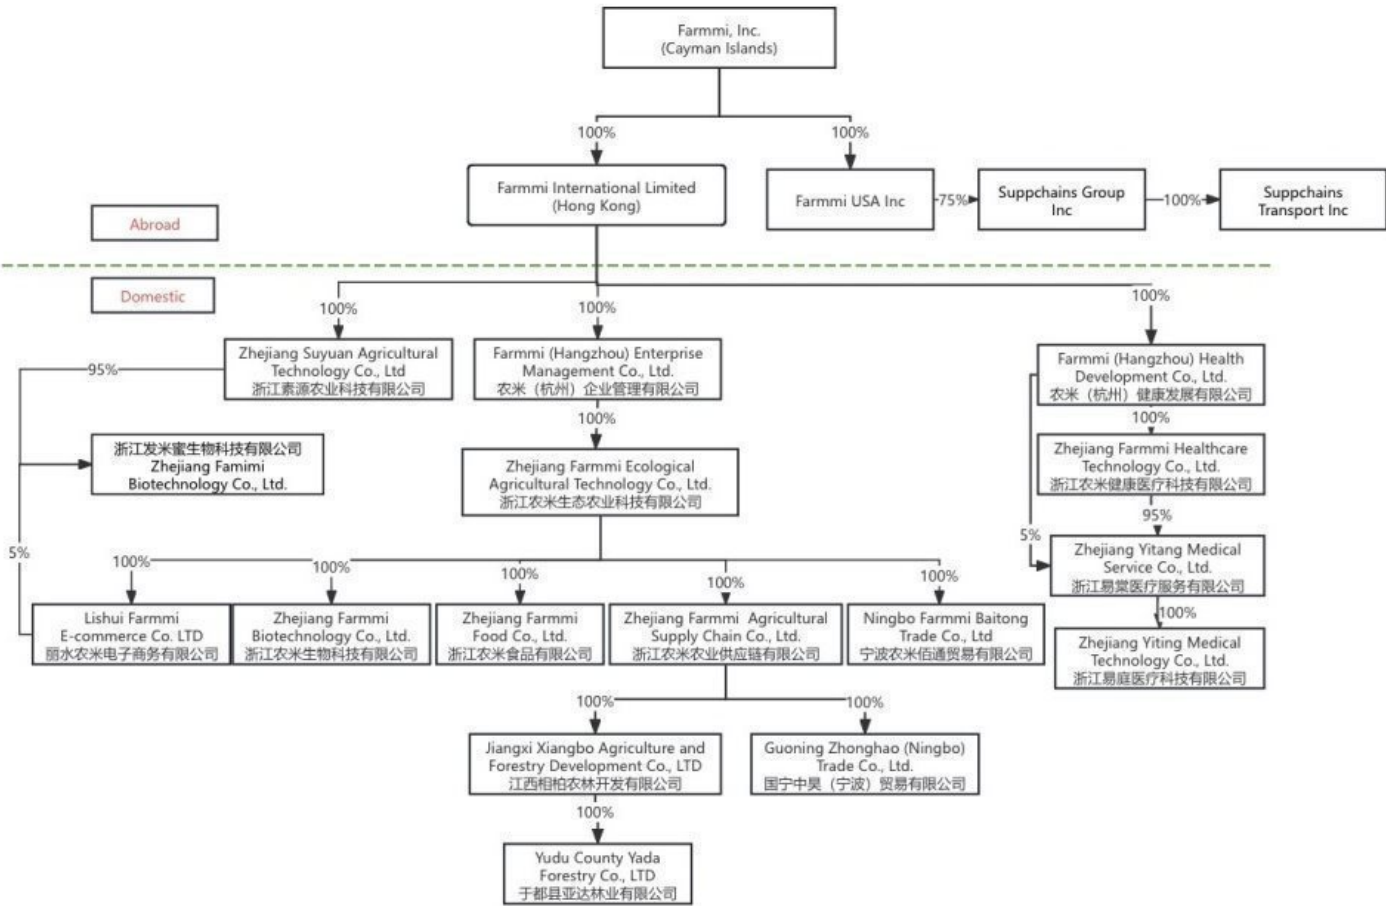 Farmmi, Inc.
(Cayman Islands)
100%
100%
Farmmi International Limited
(Hong Kong)
Farmmi USA Inc
75%
Suppchains Group
Inc
100%
Suppchains
Transport Inc
Abroad
Domestic
100%
100%
100%
Zhejiang Suyuan Agricultural
Technology Co., Ltd
浙江素源农业科技有限公司
Farmmi (Hangzhou) Enterprise
Management Co., Ltd.
农米（杭州）企业管理有限公司
Farmmi (Hangzhou) Health
Development Co., Ltd.
农米（杭州）健康发展有限公司
95%
100%
100%
浙江发米蜜生物科技有限公司
Zhejiang Famimi
Biotechnology Co., Ltd.
Zhejiang Farmmi Ecological
Agricultural Technology Co., Ltd.
浙江农米生态农业科技有限公司
Zhejiang Farmmi Healthcare
Technology Co., Ltd.
浙江农米健康医疗科技有限公司
95%
5%
5%
Zhejiang Yitang Medical
Service Co., Ltd.
浙江易棠医疗服务有限公司
100%
100%
100%
100%
100%
100%
Lishui Farmmi
E-commerce Co. LTD
丽水农米电子商务有限公司
Zhejiang Farmmi
Biotechnology Co., Ltd.
浙江农米生物科技有限公司
Zhejiang Farmmi
Food Co., Ltd.
浙江农米食品有限公司
Zhejiang Farmmi Agricultural
Supply Chain Co., Ltd.
浙江农米农业供应链有限公司
Ningbo Farmmi Baitong
Trade Co., Ltd
宁波农米佰通贸易有限公司
Zhejiang Yiting Medical
Technology Co., Ltd.
浙江易庭医疗科技有限公司
100%
100%
Jiangxi Xiangbo Agriculture and
Forestry Development Co., LTD
江西相柏农林开发有限公司
Guoning Zhonghao (Ningbo)
Trade Co., Ltd.
国宁中昊（宁波）贸易有限公司
100%
Yudu County Yada
Forestry Co., LTD
于都县亚达林业有限公司